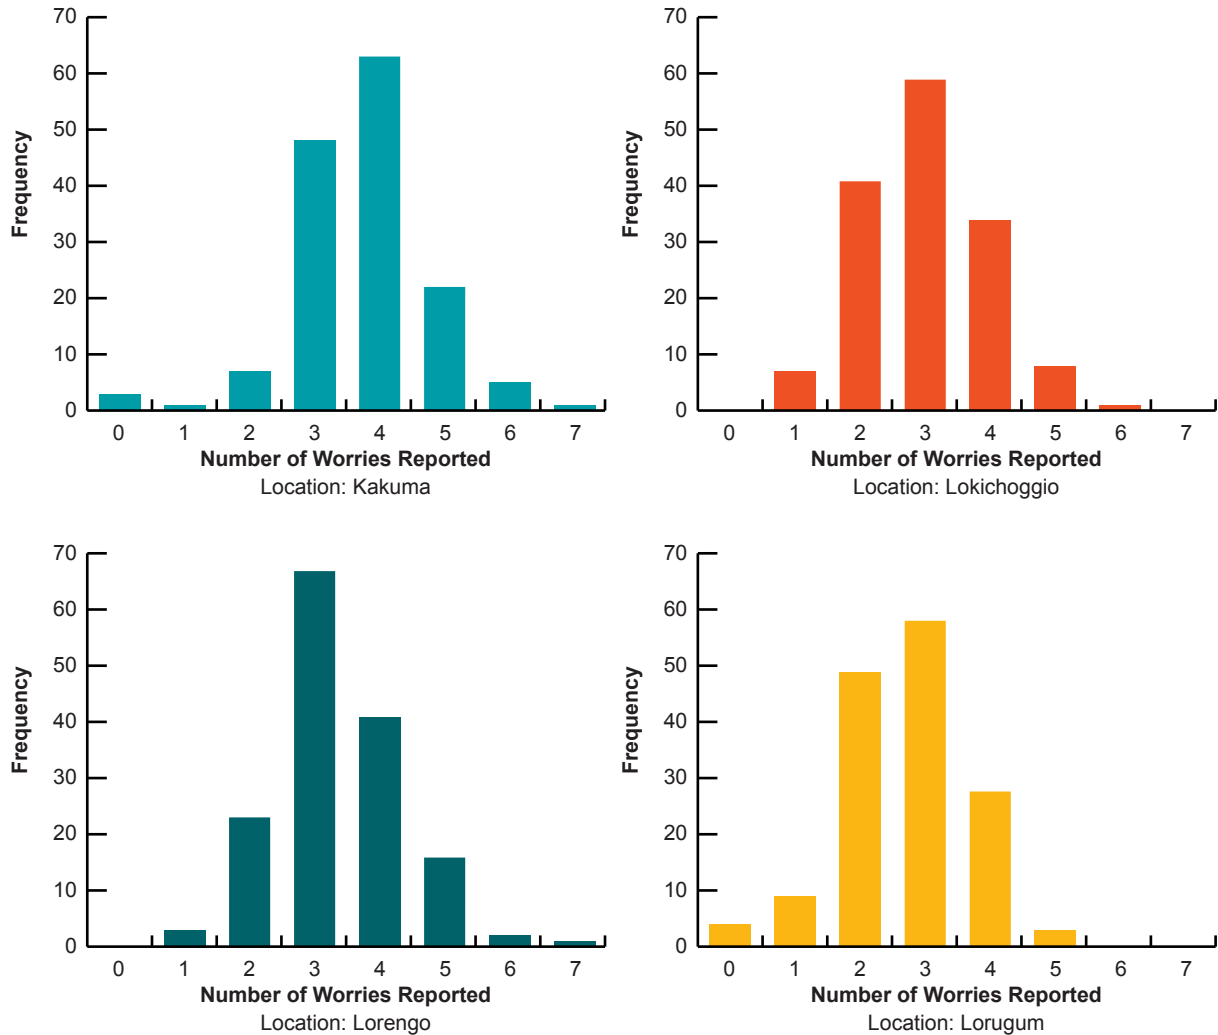 70
60
50
40
30
20
10
0
Frequency
0 1 2 3 4 5 6 7
Number of Worries Reported
Location: Kakuma
70
60
50
40
30
20
10
0
Frequency
0 1 2 3 4 5 6 7
Number of Worries Reported
Location: Lokichoggio
70
60
50
40
30
20
10
0
Frequency
0 1 2 3 4 5 6 7
Number of Worries Reported
Location: Lorengo
70
60
50
40
30
20
10
0
Frequency
0 1 2 3 4 5 6 7
Number of Worries Reported
Location: Lorugum